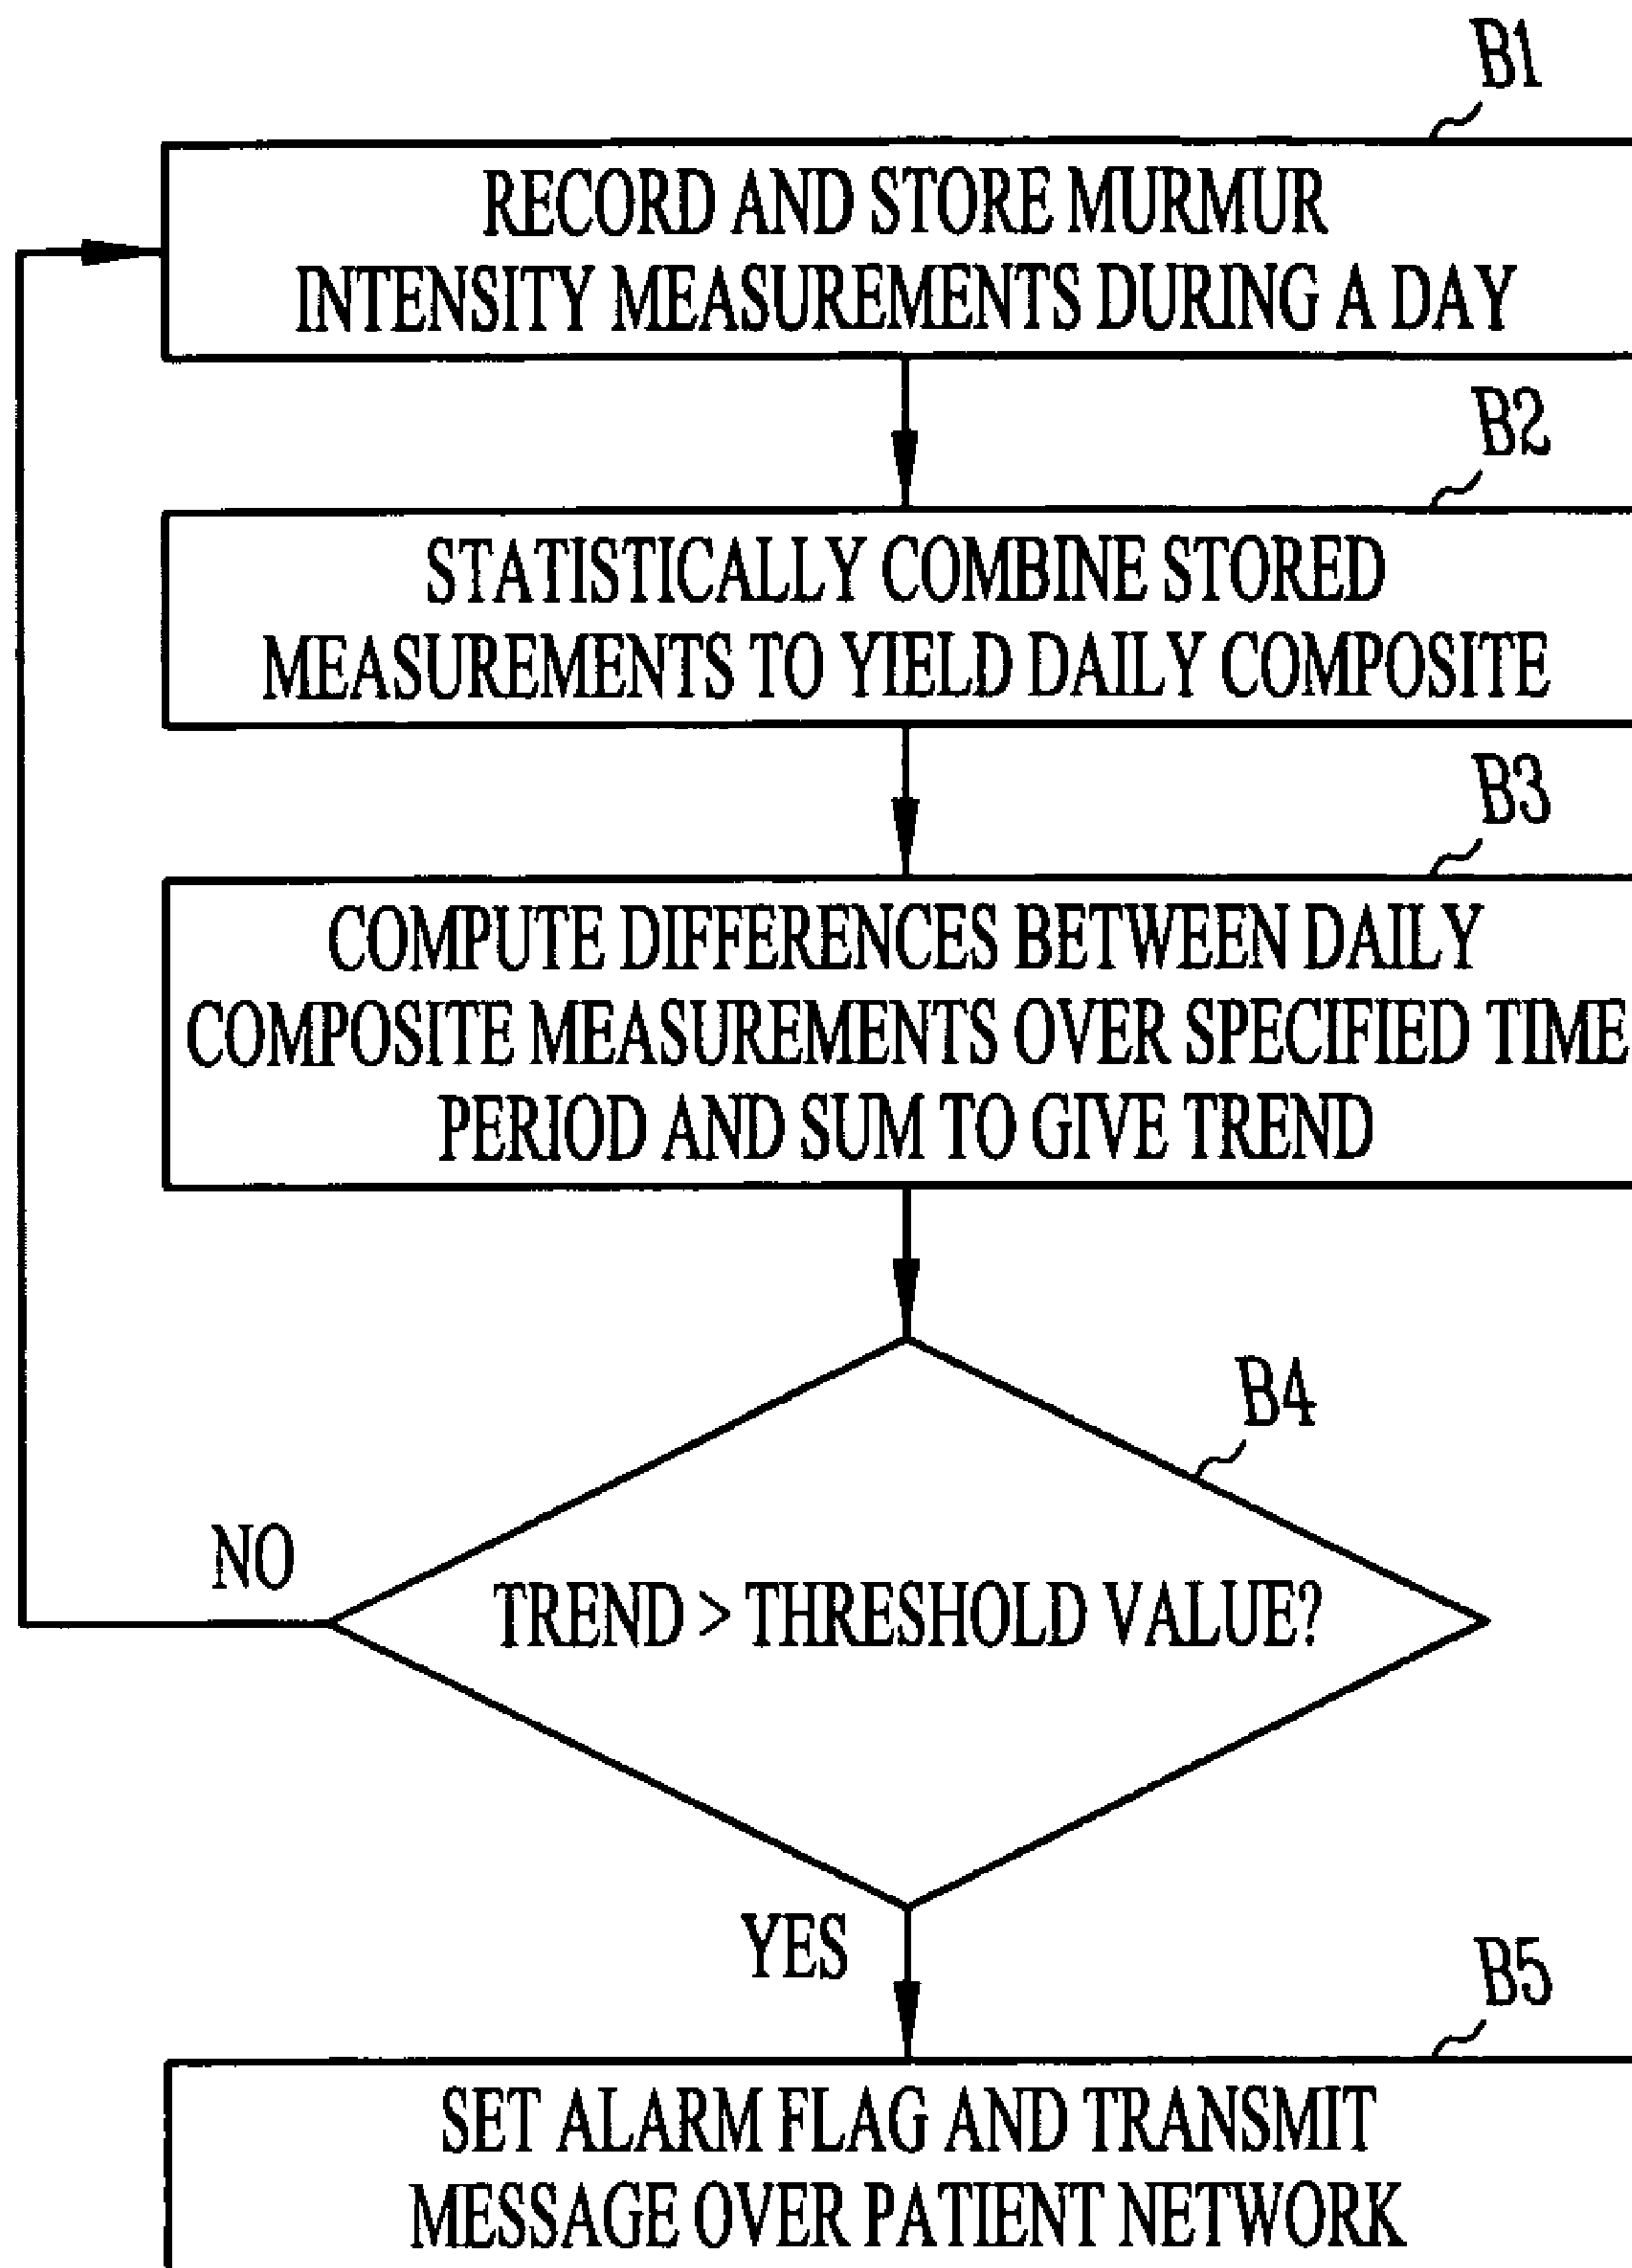 B1
RECORD AND STORE MURMUR
INTENSITY MEASUREMENTS DURING A DAY
B2
STATISTICALLY COMBINE STORED
MEASUREMENTS TO YIELD DAILY COMPOSITE
B3
COMPUTE DIFFERENCES BETWEEN DAILY
COMPOSITE MEASUREMENTS OVER SPECIFIED TIME
PERIOD AND SUM TO GIVE TREND
B4
NO
TREND > THRESHOLD VALUE?
YES
B5
SET ALARM FLAG AND TRANSMIT
MESSAGE OVER PATIENT NETWORK